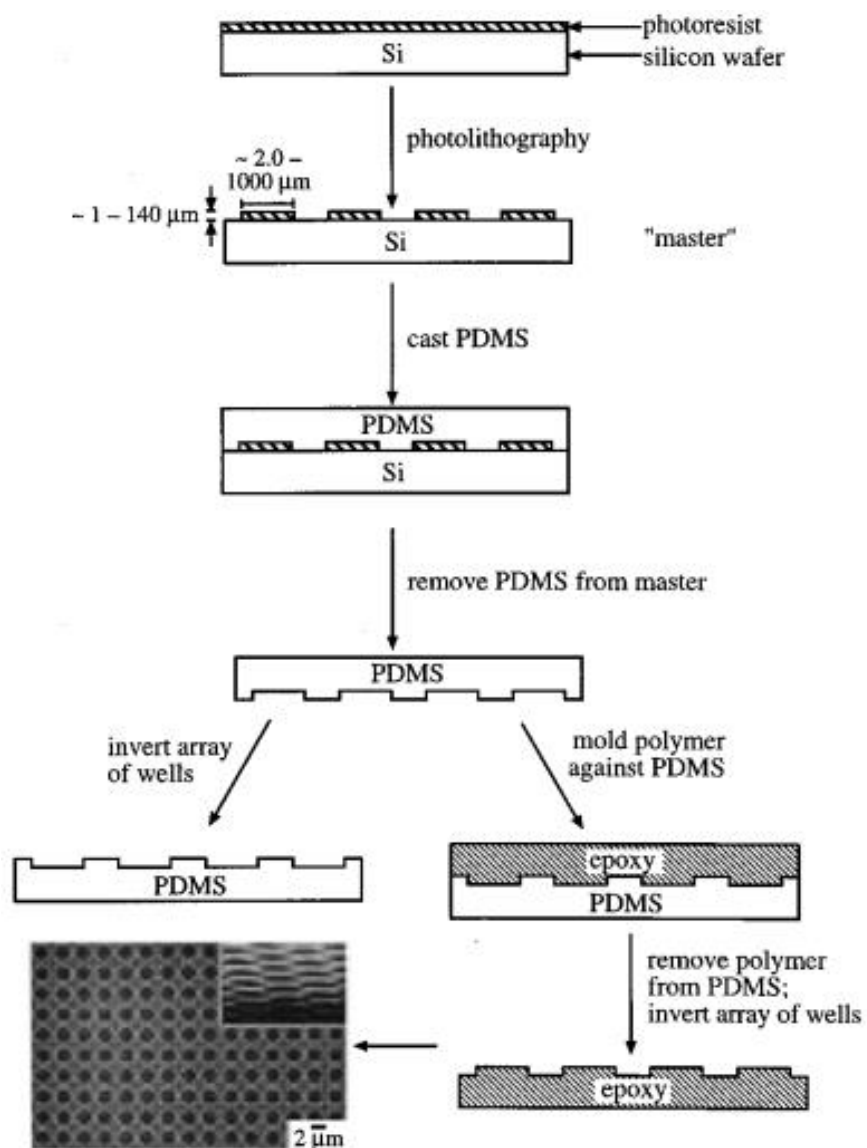 photoresist
Si
silicon wafer
photolithography
~ 2.0 –
1000 µm
~ 1 – 140 µm
Si
"master"
cast PDMS
PDMS
Si
remove PDMS from master
PDMS
invert array
of wells
mold polymer
against PDMS
PDMS
epoxy
PDMS
remove polymer
from PDMS;
invert array of wells
epoxy
2 µm